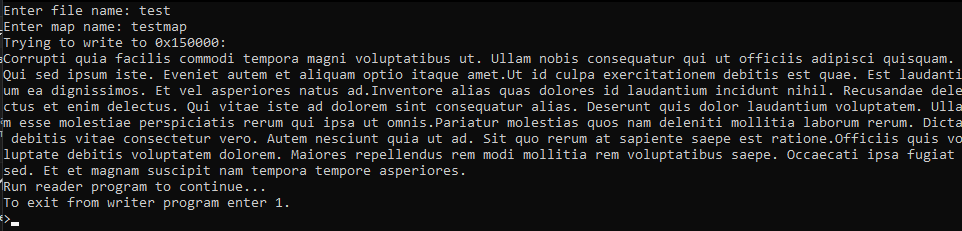 Enter file name: test
Enter map name: testmap
Trying to write to 0x150000:
Corrupti quia facilis commodi tempora magni voluptatibus ut. Ullam nobis consequatur qui ut officiis adipisci quisquam.
Qui sed ipsum iste. Eveniet autem et aliquam optio itaque amet.Ut id culpa exercitationem debitis est quae. Est laudanti
um ea dignissimos. Et vel asperiores natus ad.Inventore alias quas dolores id laudantium incidunt nihil. Recusandae dele
ctus et enim delectus. Qui vitae iste ad dolorem sint consequatur alias. Deserunt quis dolor laudantium voluptatem. Ulla
m esse molestiae perspiciatis rerum qui ipsa ut omnis.Pariatur molestias quos nam deleniti mollitia laborum rerum. Dicta
debitis vitae consectetur vero. Autem nesciunt quia ut ad. Sit quo rerum at sapiente saepe est ratione.Officiis quis vo
luptate debitis voluptatem dolorem. Maiores repellendus rem modi mollitia rem voluptatibus saepe. Occaecati ipsa fugiat
sed. Et et magnam suscipit nam tempora tempore asperiores.
Run reader program to continue...
To exit from writer program enter 1.
>